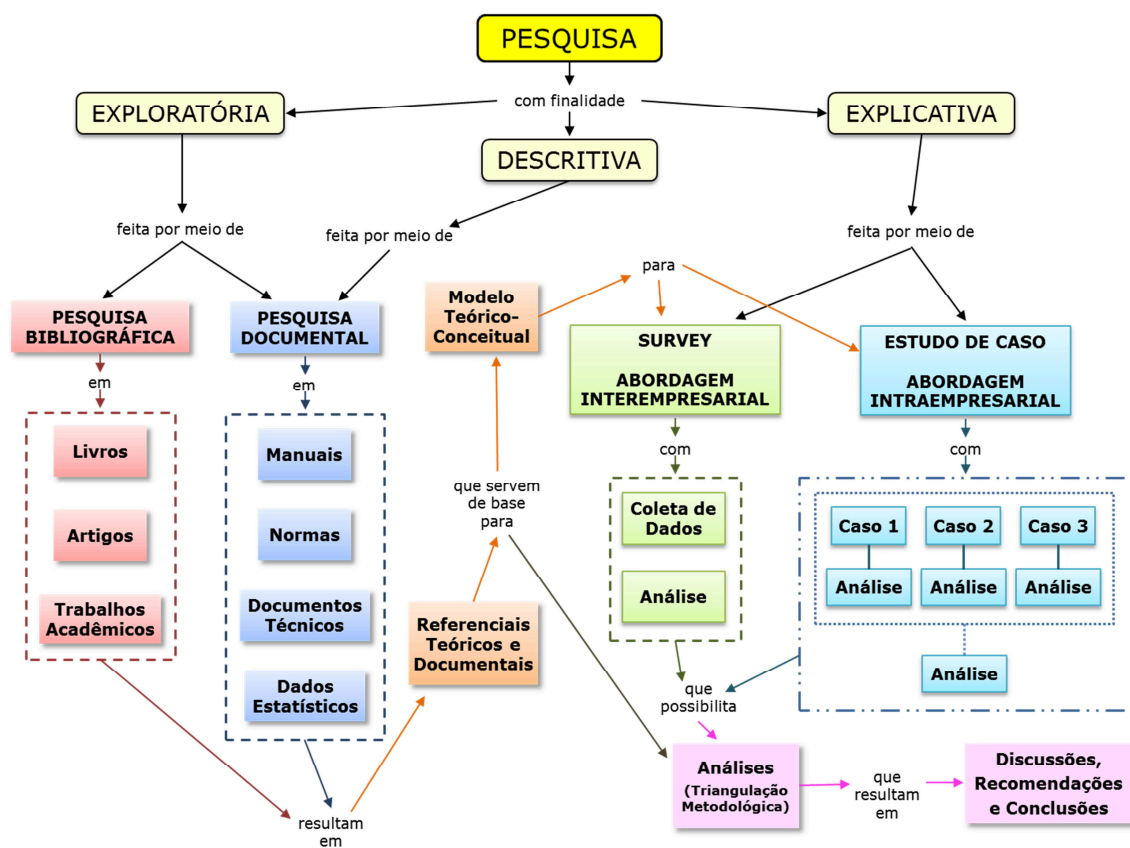 PESQUISA
com finalidade
EXPLORATÓRIA
EXPLICATIVA
DESCRITIVA
feita por meio de
feita por meio de
feita por meio de
para
PESQUISA
BIBLIOGRÁFICA
PESQUISA
DOCUMENTAL
Modelo
Teórico-
Conceitual
SURVEY
ABORDAGEM
INTEREMPRESARIAL
ESTUDO DE CASO
ABORDAGEM
INTRAEMPRESARIAL
em
em
com
com
Livros
Artigos
Trabalhos
Acadêmicos
Manuais
Normas
Documentos
Técnicos
Dados
Estatísticos
que servem
de base
para
Referenciais
Teóricos e
Documentais
Coleta de
Dados
Análise
Caso 1
Caso 2
Caso 3
Análise
Análise
Análise
Análise
que
possibilita
resultam
em
Análises
(Triangulação
Metodológica)
que
resultam
em
Discussões,
Recomendações
e Conclusões